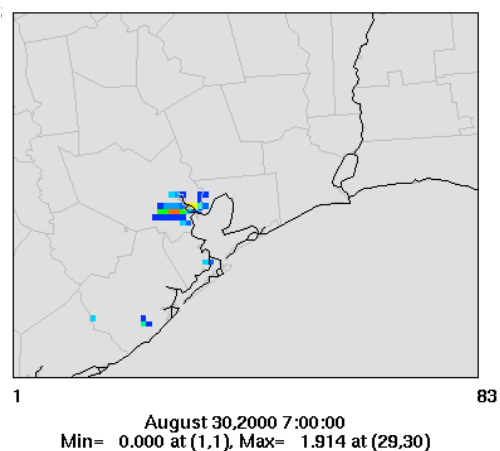 1 83
August 30,2000 7:00:00
Min= 0.000 at (1,1), Max= 1.914 at (29,30)